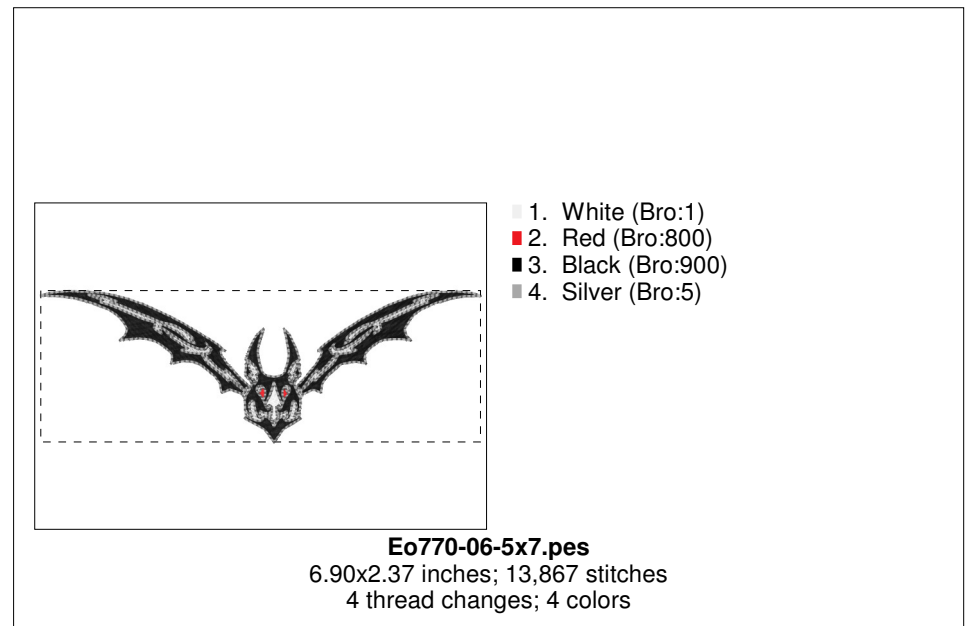 1. White (Bro:1)
2. Red (Bro:800)
3. Black (Bro:900)
4. Silver (Bro:5)
Eo770-06-5x7.pes
6.90x2.37 inches; 13,867 stitches
4 thread changes; 4 colors